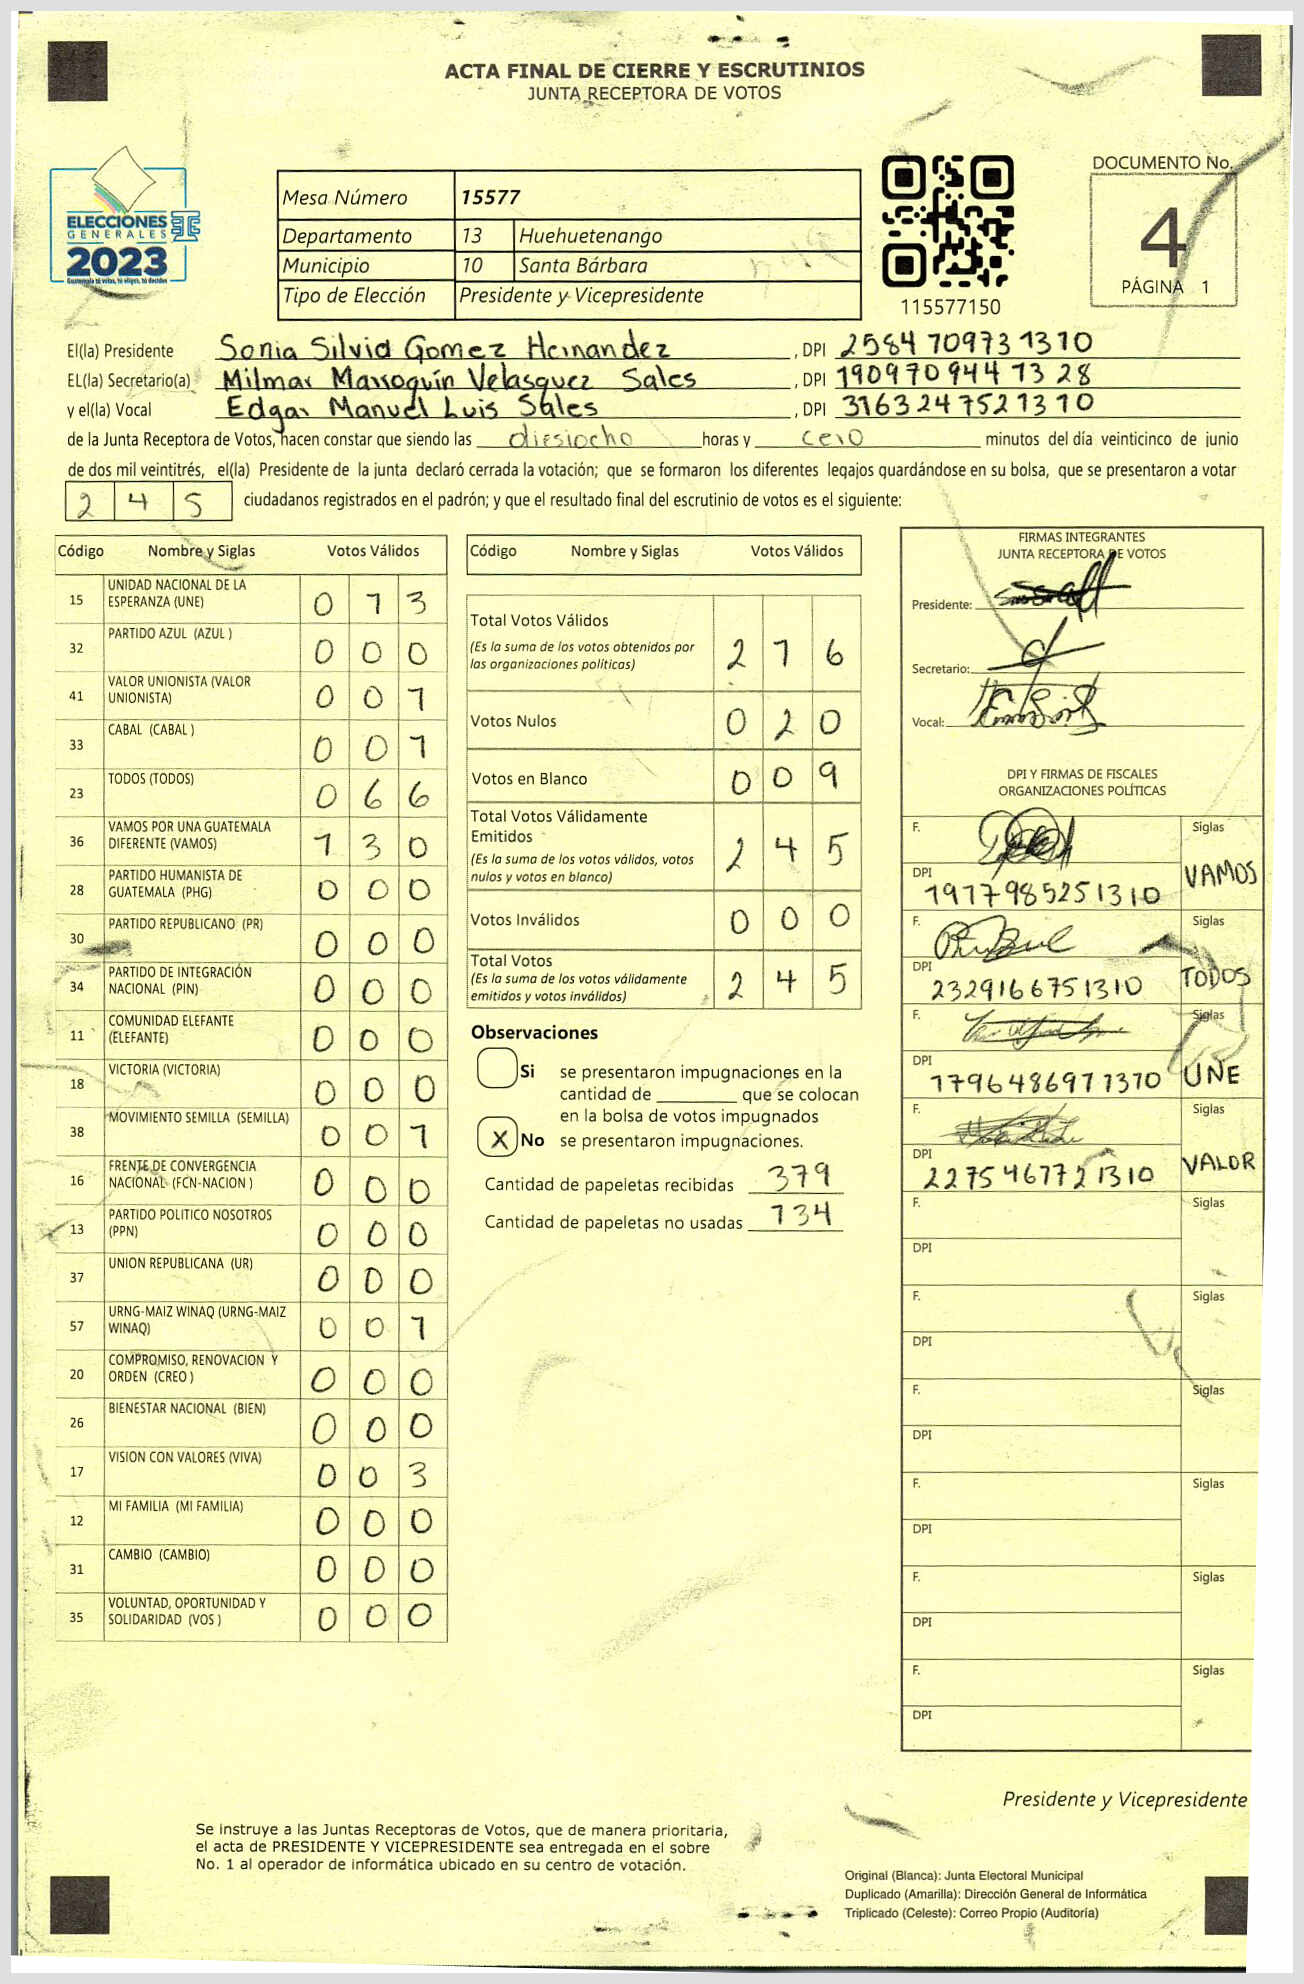 ACTA FINAL DE CIERRE Y ESCRUTINIOS
JUNTA RECEPTORA DE VOTOS
ELECCIONES
GENERALES
2023
Guatemala tú votas, tú eliges, tú decides
Mesa Número 15577
Departamento 13 Huehuetenango
Municipio 10 Santa Bárbara
Tipo de Elección Presidente y Vicepresidente
115577150
DOCUMENTO No.
4
PÁGINA 1
El(la) Presidente Sonia Silvia Gomez Hernandez , DPI 2584 70973 1310
EL(la) Secretario(a) Milmar Marroquín Velasquez Sales , DPI 190970944 1328
y el(la) Vocal Edgar Manuel Luis Sales , DPI 3163247521310
de la Junta Receptora de Votos, hacen constar que siendo las diesiocho horas y cero minutos del día veinticinco de junio
de dos mil veintitrés, el(la) Presidente de la junta declaró cerrada la votación; que se formaron los diferentes legajos guardándose en su bolsa, que se presentaron a votar
2 4 5 ciudadanos registrados en el padrón; y que el resultado final del escrutinio de votos es el siguiente:
Código Nombre y Siglas Votos Válidos
15 UNIDAD NACIONAL DE LA ESPERANZA (UNE) 0 1 3
32 PARTIDO AZUL (AZUL ) 0 0 0
41 VALOR UNIONISTA (VALOR UNIONISTA) 0 0 1
33 CABAL (CABAL ) 0 0 1
23 TODOS (TODOS) 0 6 6
36 VAMOS POR UNA GUATEMALA DIFERENTE (VAMOS) 1 3 0
28 PARTIDO HUMANISTA DE GUATEMALA (PHG) 0 0 0
30 PARTIDO REPUBLICANO (PR) 0 0 0
34 PARTIDO DE INTEGRACIÓN NACIONAL (PIN) 0 0 0
11 COMUNIDAD ELEFANTE (ELEFANTE) 0 0 0
18 VICTORIA (VICTORIA) 0 0 0
38 MOVIMIENTO SEMILLA (SEMILLA) 0 0 1
16 FRENTE DE CONVERGENCIA NACIONAL (FCN-NACION ) 0 0 0
13 PARTIDO POLITICO NOSOTROS (PPN) 0 0 0
37 UNION REPUBLICANA (UR) 0 0 0
57 URNG-MAIZ WINAQ (URNG-MAIZ WINAQ) 0 0 1
20 COMPROMISO, RENOVACION Y ORDEN (CREO ) 0 0 0
26 BIENESTAR NACIONAL (BIEN) 0 0 0
17 VISION CON VALORES (VIVA) 0 0 3
12 MI FAMILIA (MI FAMILIA) 0 0 0
31 CAMBIO (CAMBIO) 0 0 0
35 VOLUNTAD, OPORTUNIDAD Y SOLIDARIDAD (VOS ) 0 0 0
Código Nombre y Siglas Votos Válidos
Total Votos Válidos
(Es la suma de los votos obtenidos por
las organizaciones políticas) 2 1 6
Votos Nulos 0 2 0
Votos en Blanco 0 0 9
Total Votos Válidamente
Emitidos
(Es la suma de los votos válidos, votos
nulos y votos en blanco) 2 4 5
Votos Inválidos 0 0 0
Total Votos
(Es la suma de los votos válidamente
emitidos y votos inválidos) 2 4 5
Observaciones
Si se presentaron impugnaciones en la
cantidad de ________ que se colocan
en la bolsa de votos impugnados
X No se presentaron impugnaciones.
Cantidad de papeletas recibidas 379
Cantidad de papeletas no usadas 134
FIRMAS INTEGRANTES
JUNTA RECEPTORA DE VOTOS
Presidente:
Secretario:
Vocal:
DPI Y FIRMAS DE FISCALES
ORGANIZACIONES POLÍTICAS
F. Siglas
DPI 1917798525 1310 VAMOS
F. Siglas
DPI 2329166751310 TODOS
F. Siglas
DPI 1796486971310 UNE
F. Siglas
DPI 2275467721310 VALOR
F. Siglas
DPI
F. Siglas
DPI
F. Siglas
DPI
F. Siglas
DPI
F. Siglas
DPI
F. Siglas
DPI
Presidente y Vicepresidente
Se instruye a las Juntas Receptoras de Votos, que de manera prioritaria,
el acta de PRESIDENTE Y VICEPRESIDENTE sea entregada en el sobre
No. 1 al operador de informática ubicado en su centro de votación.
Original (Blanca): Junta Electoral Municipal
Duplicado (Amarilla): Dirección General de Informática
Triplicado (Celeste): Correo Propio (Auditoría)